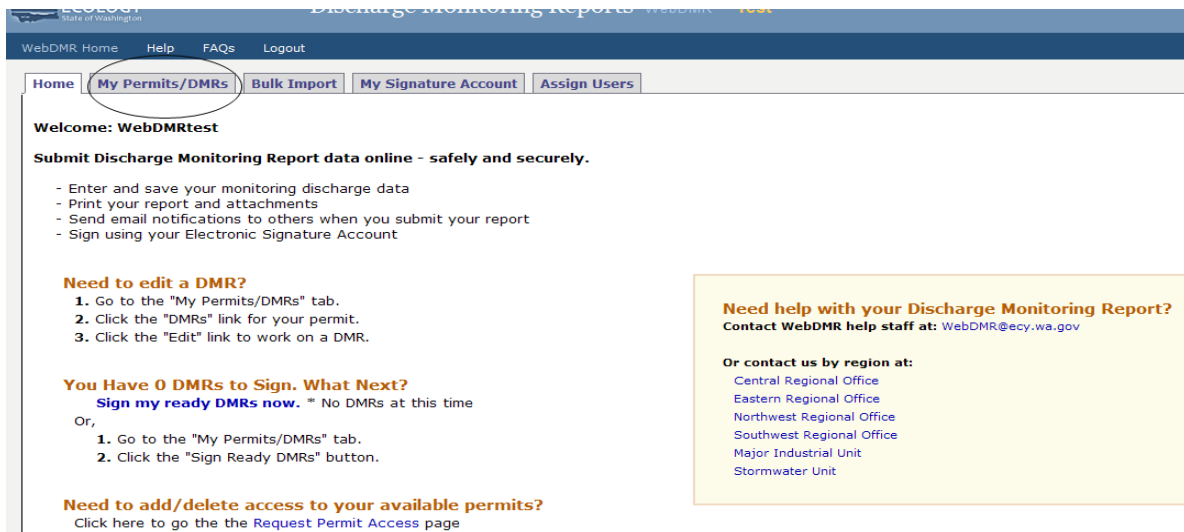 ECOLOGY
State of Washington
Discharge Monitoring Reports WebDMR Test
WebDMR Home Help FAQs Logout
Home My Permits/DMRs Bulk Import My Signature Account Assign Users
Welcome: WebDMRtest
Submit Discharge Monitoring Report data online - safely and securely.
- Enter and save your monitoring discharge data
- Print your report and attachments
- Send email notifications to others when you submit your report
- Sign using your Electronic Signature Account
Need to edit a DMR?
1. Go to the "My Permits/DMRs" tab.
2. Click the "DMRs" link for your permit.
3. Click the "Edit" link to work on a DMR.
You Have 0 DMRs to Sign. What Next?
Sign my ready DMRs now. * No DMRs at this time
Or,
1. Go to the "My Permits/DMRs" tab.
2. Click the "Sign Ready DMRs" button.
Need to add/delete access to your available permits?
Click here to go the the Request Permit Access page
Need help with your Discharge Monitoring Report?
Contact WebDMR help staff at: WebDMR@ecy.wa.gov
Or contact us by region at:
Central Regional Office
Eastern Regional Office
Northwest Regional Office
Southwest Regional Office
Major Industrial Unit
Stormwater Unit